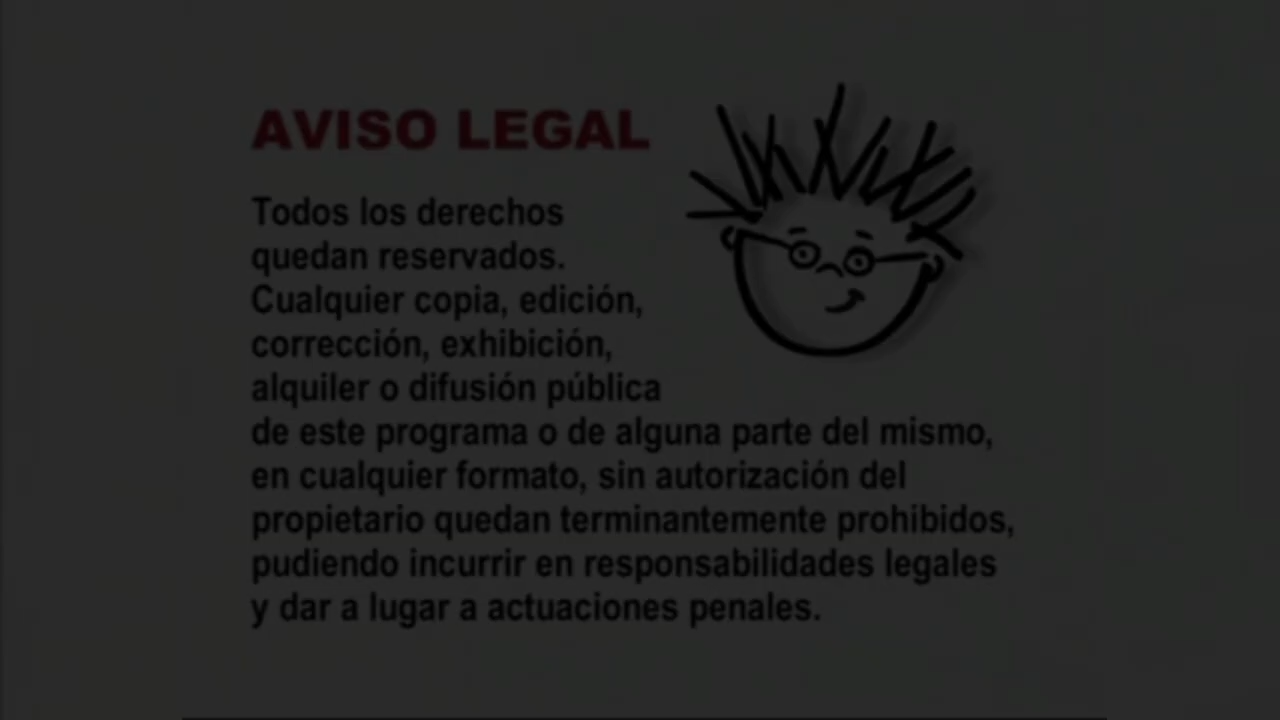 AVISO LEGAL
Todos los derechos
quedan reservados.
Cualquier copia, edición,
corrección, exhibición,
alquiler o difusión pública
de este programa o de alguna parte del mismo,
en cualquier formato, sin autorización del
propietario quedan terminantemente prohibidos,
pudiendo incurrir en responsabilidades legales
y dar a lugar a actuaciones penales.